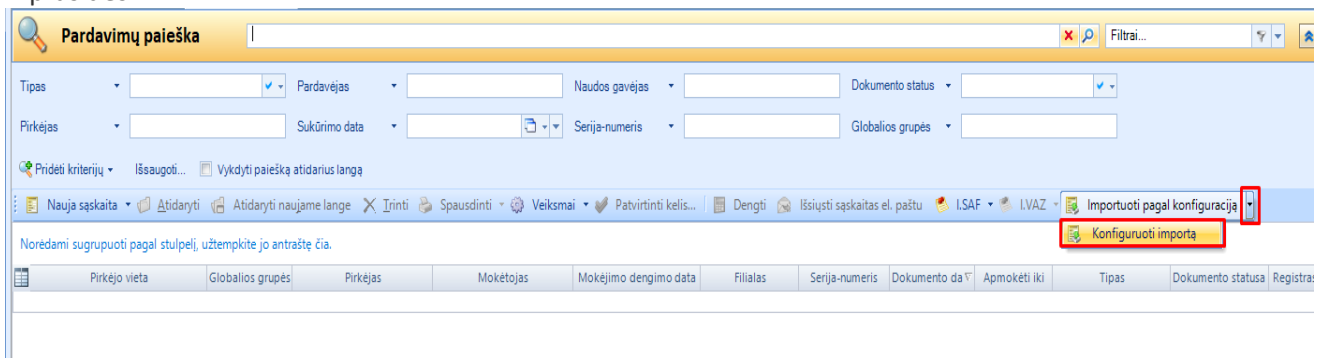 Pardavimų paieška Filtrai...
Tipas Pardavėjas Naudos gavėjas Dokumento status
Pirkėjas Sukūrimo data Serija-numeris Globalios grupės
Pridėti kriterijų Išsaugoti... Vykdyti paiešką atidarius langą
Nauja sąskaita Atidaryti Atidaryti naujame lange Trinti Spausdinti Veiksmai Patvirtinti kelis... Dengti Išsiųsti sąskaitas el. paštu I.SAF I.VAZ Importuoti pagal konfiguraciją
Konfiguruoti importą
Norėdami sugrupuoti pagal stulpelį, užtempkite jo antraštę čia.
Pirkėjo vieta Globalios grupės Pirkėjas Mokėtojas Mokėjimo dengimo data Filialas Serija-numeris Dokumento da Apmokėti iki Tipas Dokumento statusa Registras